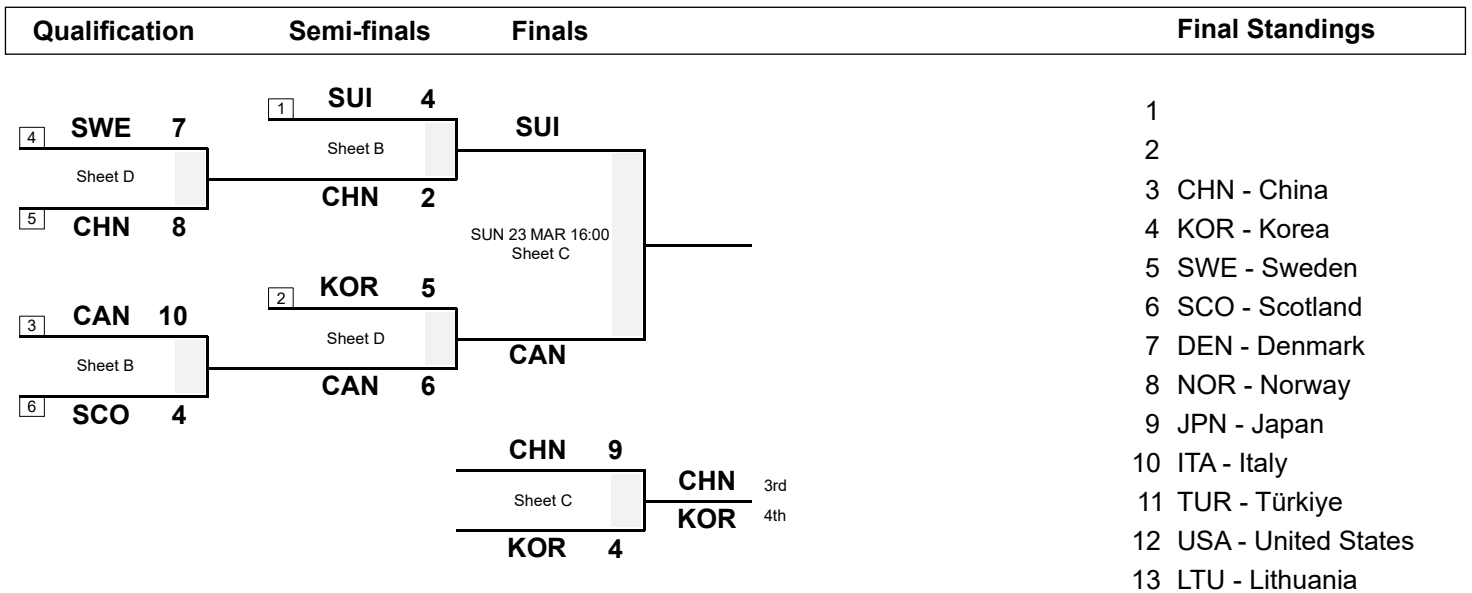 Qualification Semi-finals Finals Final Standings
4 SWE 7
Sheet D
5 CHN 8
3 CAN 10
Sheet B
6 SCO 4
1 SUI 4
Sheet B
CHN 2
2 KOR 5
Sheet D
CAN 6
SUI
SUN 23 MAR 16:00
Sheet C
CAN
CHN 9
Sheet C
KOR 4
CHN 3rd
KOR 4th
1
2
3 CHN - China
4 KOR - Korea
5 SWE - Sweden
6 SCO - Scotland
7 DEN - Denmark
8 NOR - Norway
9 JPN - Japan
10 ITA - Italy
11 TUR - Türkiye
12 USA - United States
13 LTU - Lithuania